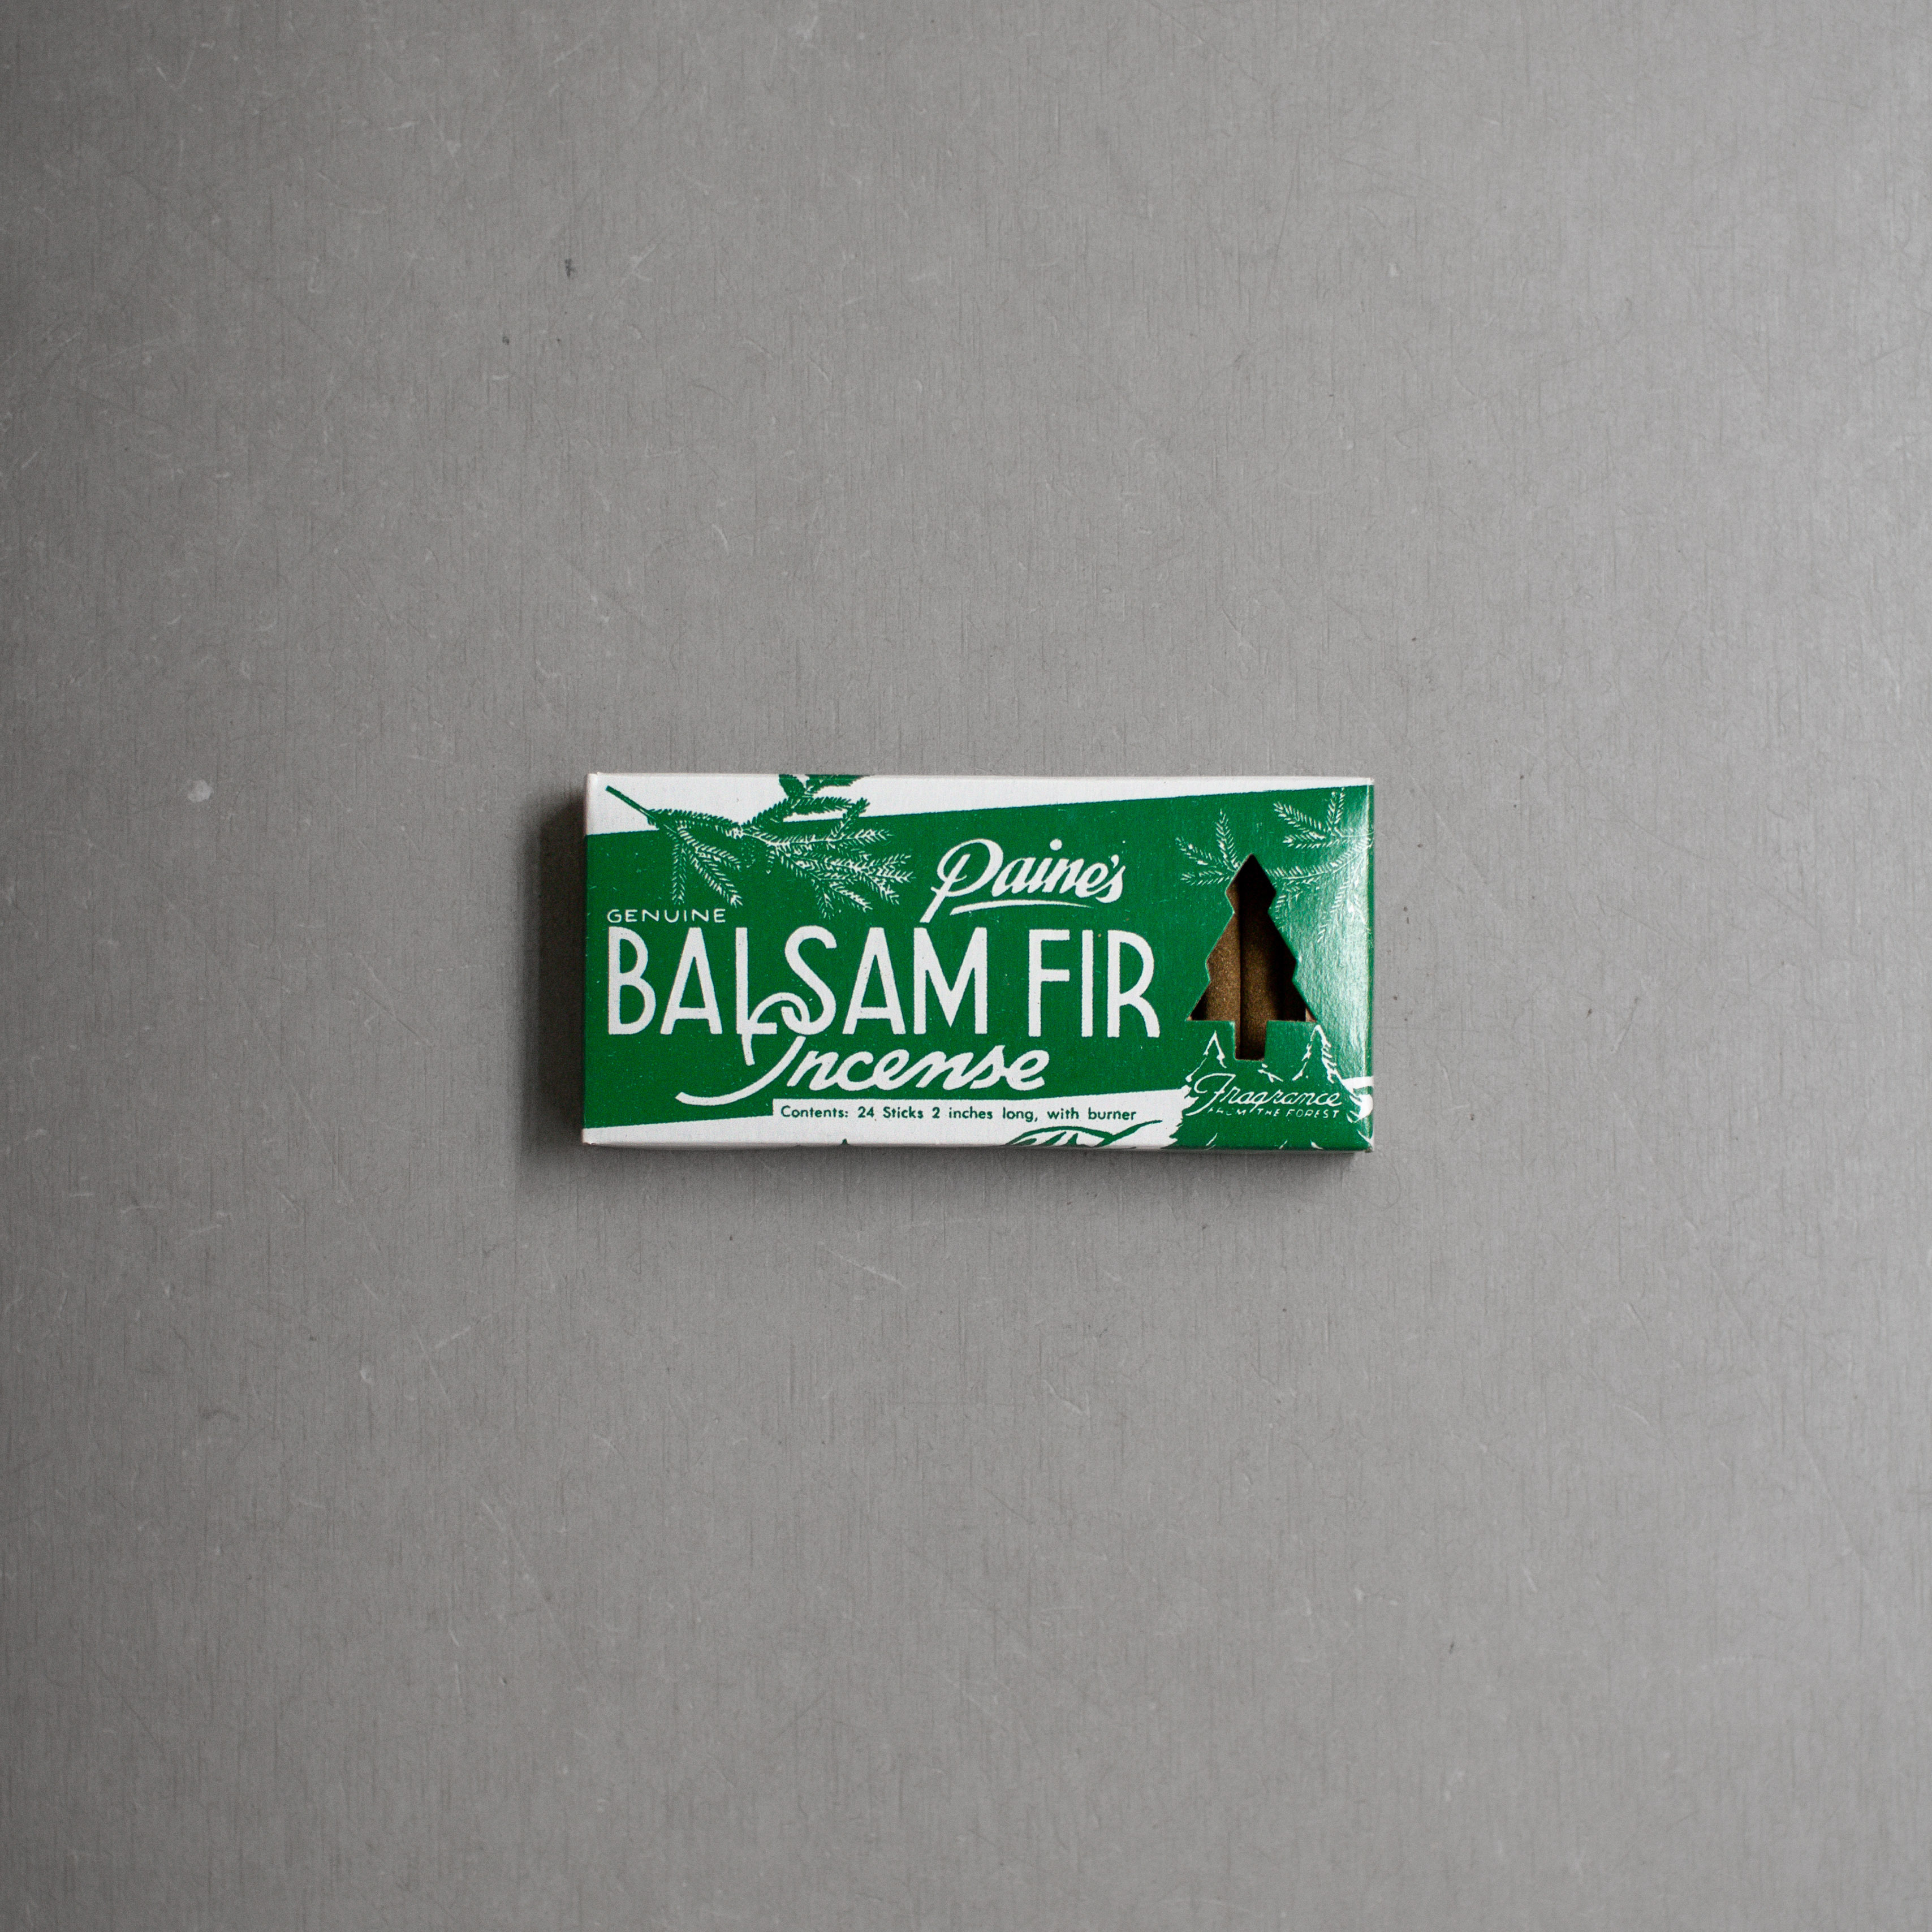 Paine's
GENUINE
BALSAM FIR
Incense
Contents: 24 Sticks 2 inches long, with burner
Fragrance
FROM THE FOREST